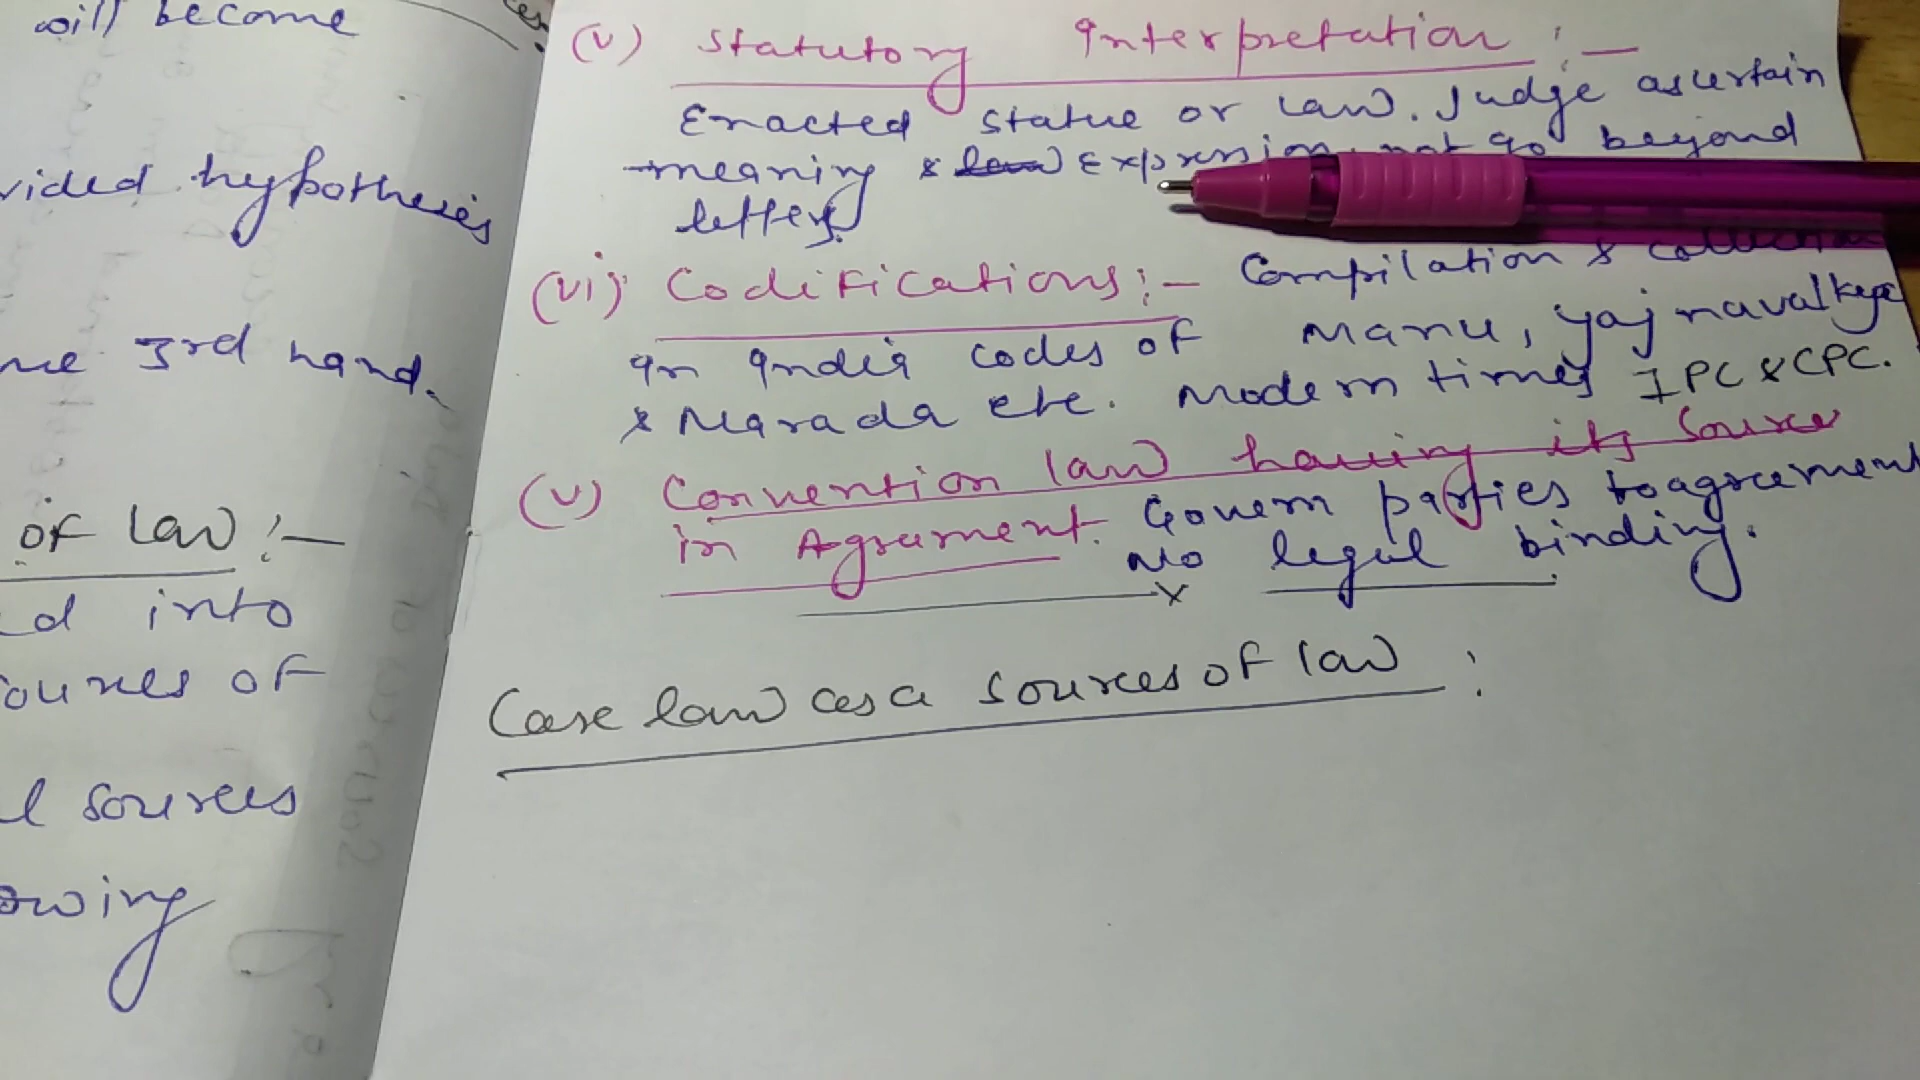 will become
vided hypothesis
3rd hand.
of law :-
d into
ources of
l sources
owing
(v) Statutory Interpretation :-
Enacted statue or law. Judge ascertain
meaning & law Expression not go beyond
letter.
(vi) Codifications :- Compilation & collection
In India codes of Manu, Yajnavalkya
& Narada etc. Modern times IPC & CPC.
(v) Convention law having its source
in Agrument. Govern parties to agreement
No legal binding.
x
Case law as a sources of law :